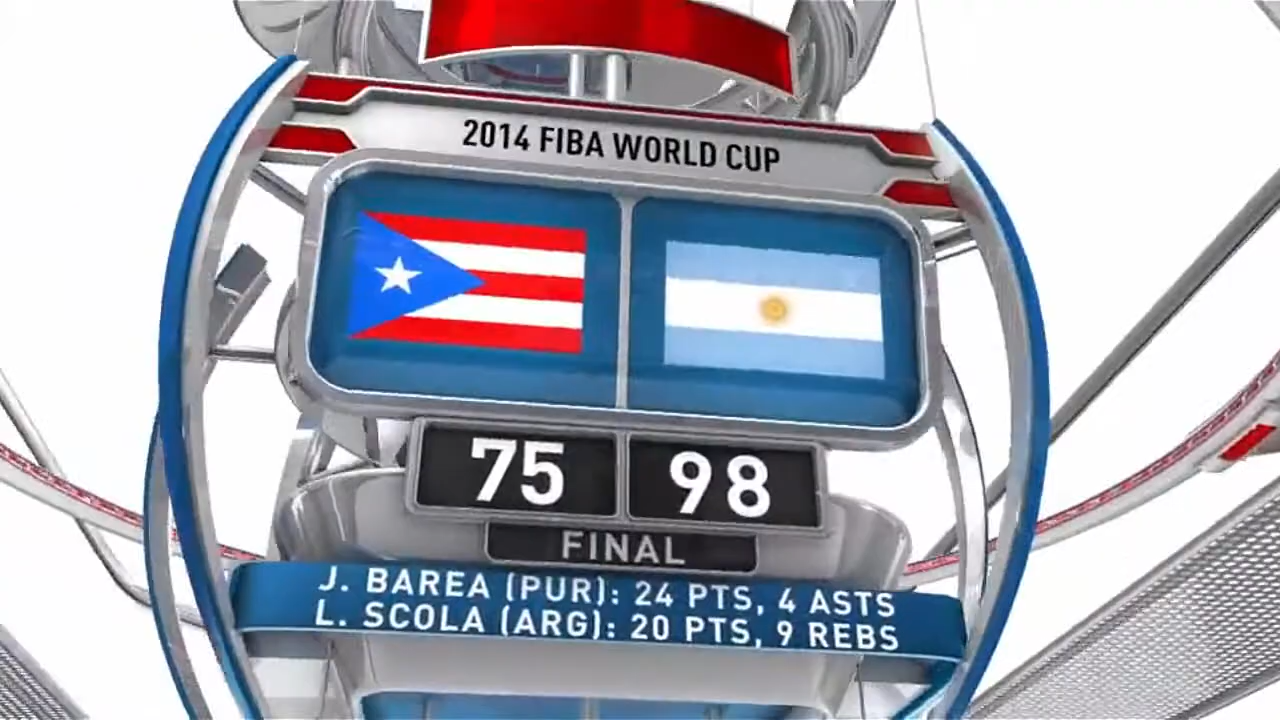 2014 FIBA WORLD CUP
75 98
FINAL
J. BAREA (PUR): 24 PTS, 4 ASTS
L. SCOLA (ARG): 20 PTS, 9 REBS